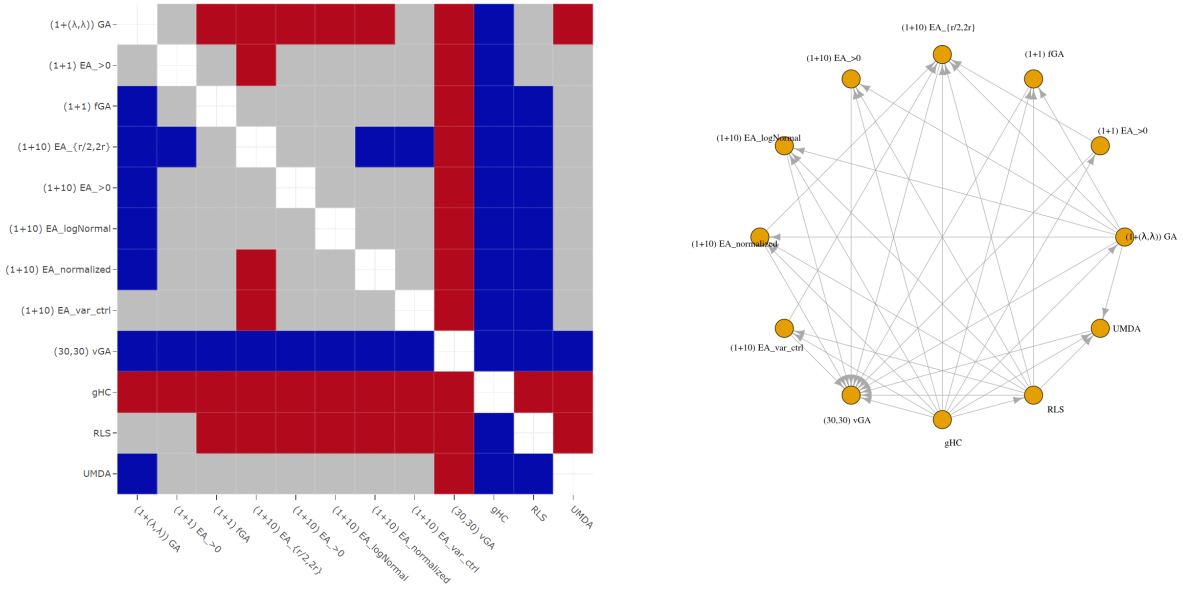 (1+(λ,λ)) GA
(1+1) EA_>0
(1+1) fGA
(1+10) EA_{r/2,2r}
(1+10) EA_>0
(1+10) EA_logNormal
(1+10) EA_normalized
(1+10) EA_var_ctrl
(30,30) vGA
gHC
RLS
UMDA
(1+(λ,λ)) GA
(1+1) EA_>0
(1+1) fGA
(1+10) EA_{r/2,2r}
(1+10) EA_>0
(1+10) EA_logNormal
(1+10) EA_normalized
(1+10) EA_var_ctrl
(30,30) vGA
gHC
RLS
UMDA
(1+10) EA_{r/2,2r}
(1+1) fGA
(1+10) EA_>0
(1+1) EA_>0
(1+10) EA_logNormal
(1+(λ,λ)) GA
(1+10) EA_normalized
UMDA
(1+10) EA_var_ctrl
RLS
(30,30) vGA
gHC